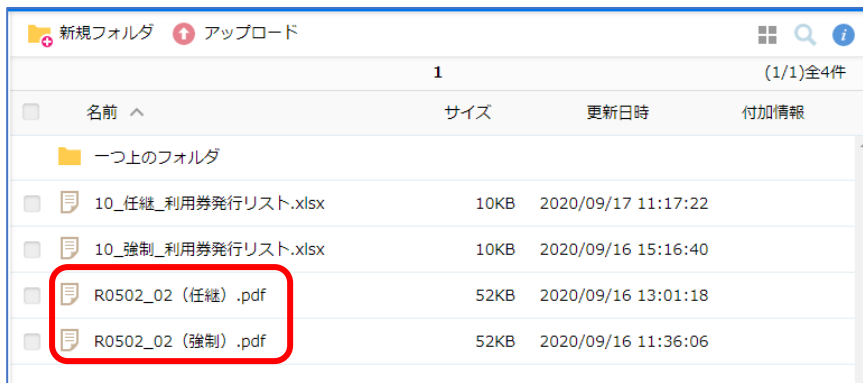 新規フォルダ アップロード
1 (1/1)全4件
名前 サイズ 更新日時 付加情報
一つ上のフォルダ
10_任継_利用券発行リスト.xlsx 10KB 2020/09/17 11:17:22
10_強制_利用券発行リスト.xlsx 10KB 2020/09/16 15:16:40
R0502_02（任継）.pdf 52KB 2020/09/16 13:01:18
R0502_02（強制）.pdf 52KB 2020/09/16 11:36:06